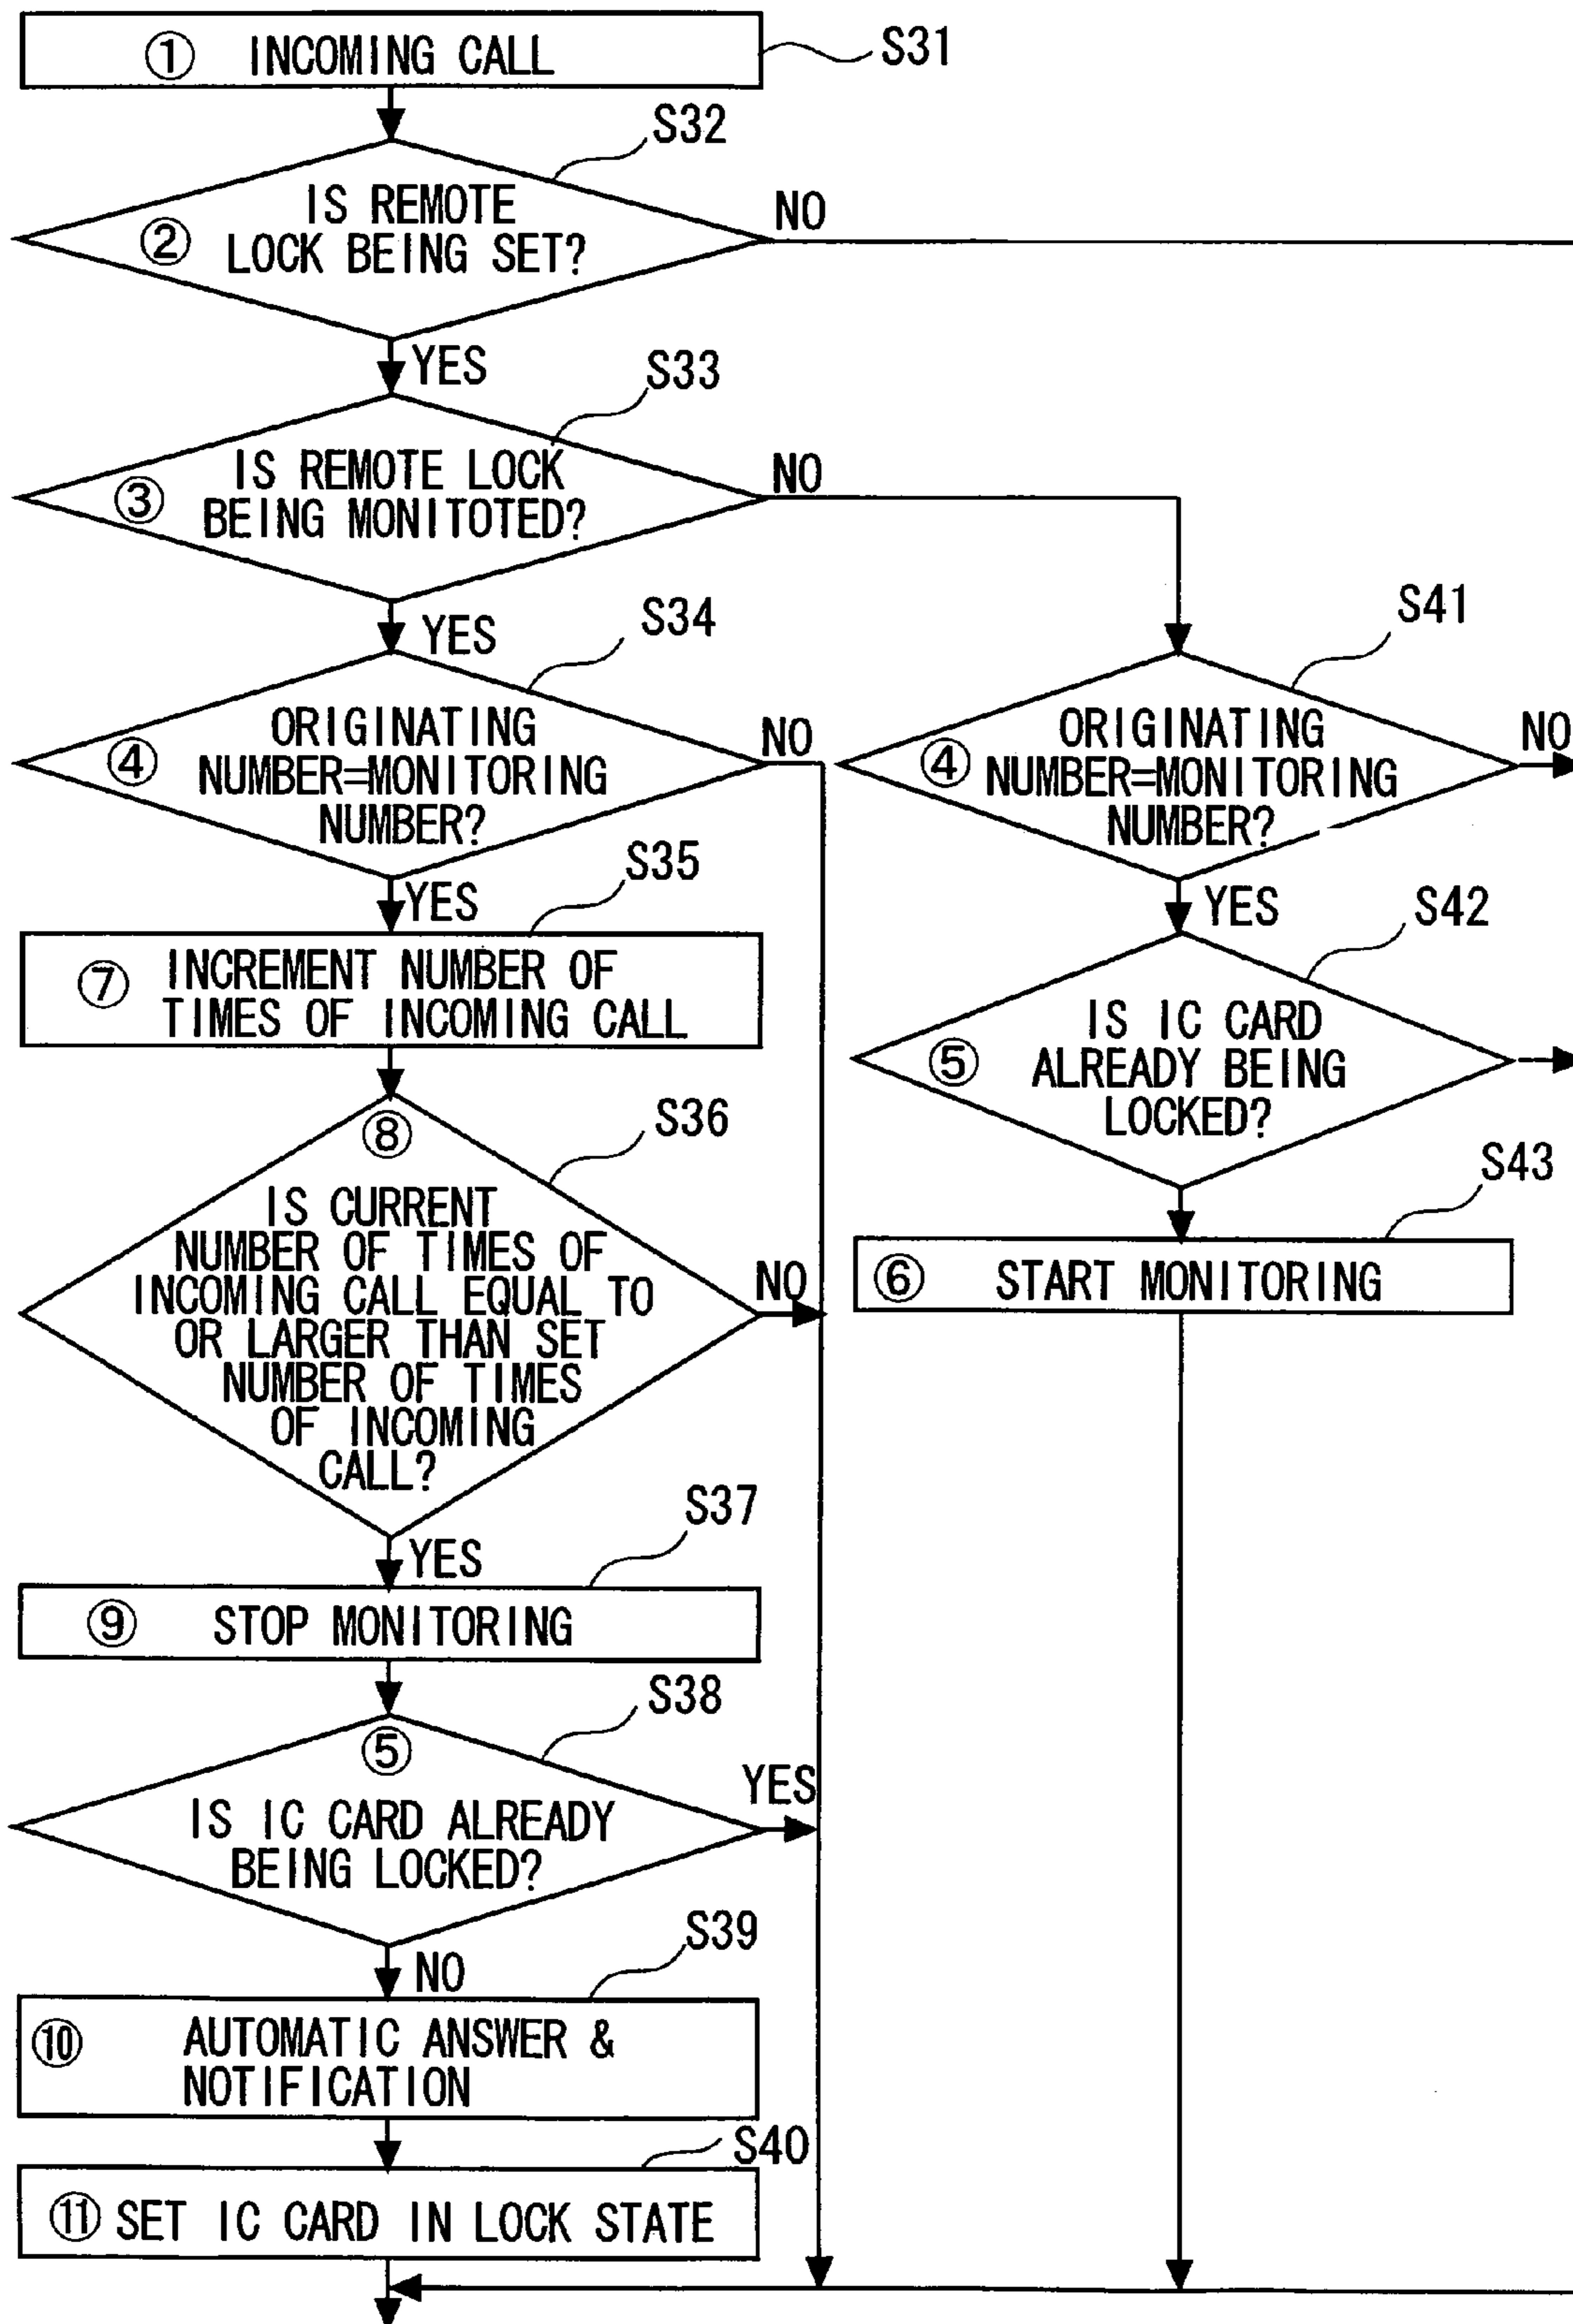 ① INCOMING CALL
S31
S32
② IS REMOTE
LOCK BEING SET?
NO
YES
S33
③ IS REMOTE LOCK
BEING MONITOTED?
NO
YES
S34
④ ORIGINATING
NUMBER=MONITORING
NUMBER?
NO
YES
S35
⑦ INCREMENT NUMBER OF
TIMES OF INCOMING CALL
S36
⑧
IS CURRENT
NUMBER OF TIMES OF
INCOMING CALL EQUAL TO
OR LARGER THAN SET
NUMBER OF TIMES
OF INCOMING
CALL?
NO
YES
S37
⑨ STOP MONITORING
S38
⑤
IS IC CARD ALREADY
BEING LOCKED?
YES
NO
S39
⑩ AUTOMATIC ANSWER &
NOTIFICATION
S40
⑪ SET IC CARD IN LOCK STATE
S41
④ ORIGINATING
NUMBER=MONITORING
NUMBER?
NO
YES
S42
⑤ IS IC CARD
ALREADY BEING
LOCKED?
S43
⑥ START MONITORING